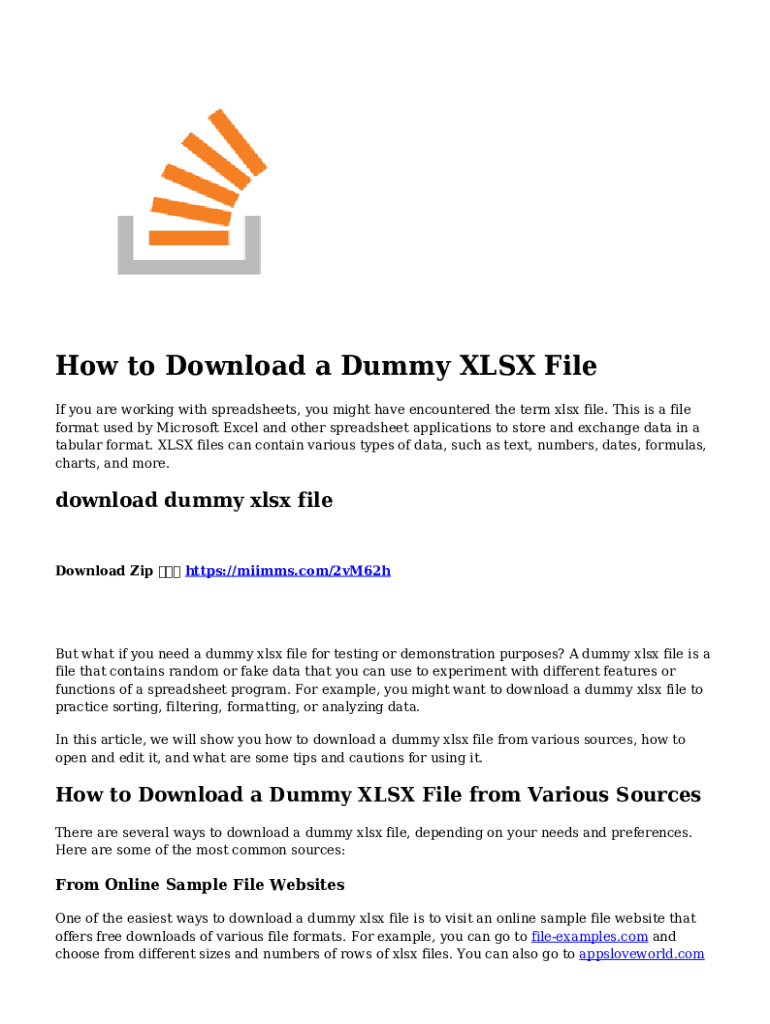 How to Download a Dummy XLSX File
If you are working with spreadsheets, you might have encountered the term xlsx file. This is a file
format used by Microsoft Excel and other spreadsheet applications to store and exchange data in a
tabular format. XLSX files can contain various types of data, such as text, numbers, dates, formulas,
charts, and more.
download dummy xlsx file
Download Zip □□□ https://miimms.com/2vM62h
But what if you need a dummy xlsx file for testing or demonstration purposes? A dummy xlsx file is a
file that contains random or fake data that you can use to experiment with different features or
functions of a spreadsheet program. For example, you might want to download a dummy xlsx file to
practice sorting, filtering, formatting, or analyzing data.
In this article, we will show you how to download a dummy xlsx file from various sources, how to
open and edit it, and what are some tips and cautions for using it.
How to Download a Dummy XLSX File from Various Sources
There are several ways to download a dummy xlsx file, depending on your needs and preferences.
Here are some of the most common sources:
From Online Sample File Websites
One of the easiest ways to download a dummy xlsx file is to visit an online sample file website that
offers free downloads of various file formats. For example, you can go to file-examples.com and
choose from different sizes and numbers of rows of xlsx files. You can also go to appsloveworld.com